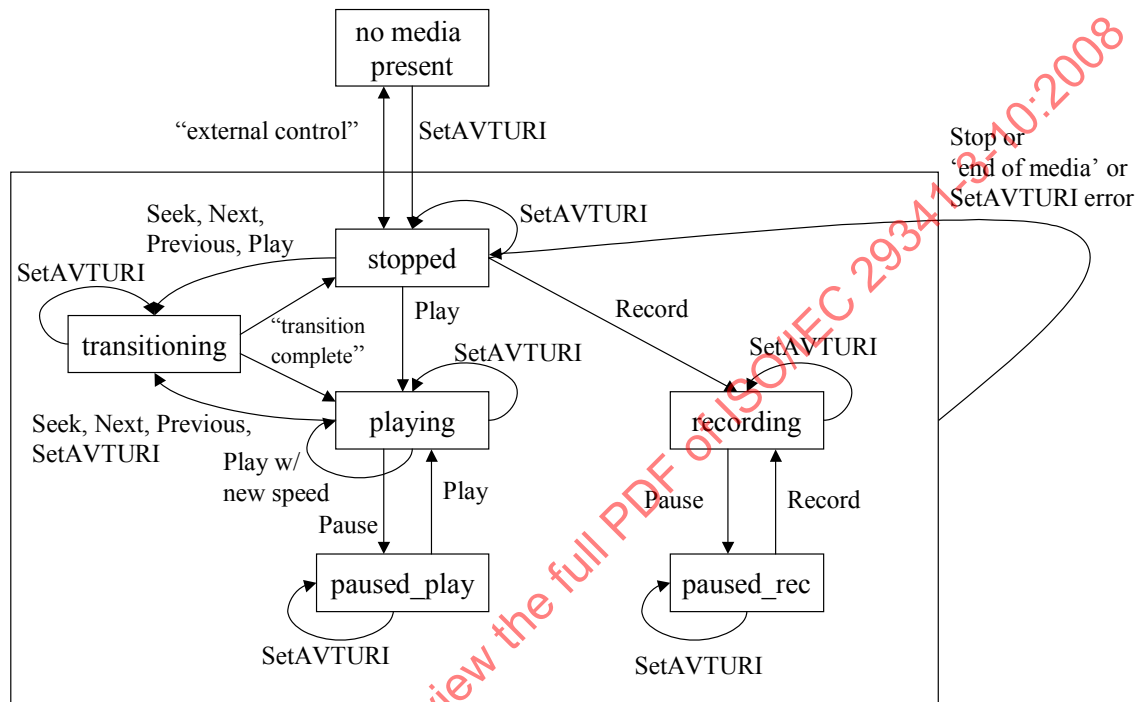 no media
present
“external control”
SetAVTURI
Stop or
‘end of media’ or
SetAVTURI error
Seek, Next,
Previous, Play
SetAVTURI
stopped
SetAVTURI
Play
Record
transitioning
“transition
complete”
SetAVTURI
SetAVTURI
playing
recording
Seek, Next, Previous,
SetAVTURI
Play w/
new speed
Play
Pause
Pause
Record
paused_play
paused_rec
SetAVTURI
SetAVTURI
view the full PDF of ISO/IEC 29341-3-10:2008